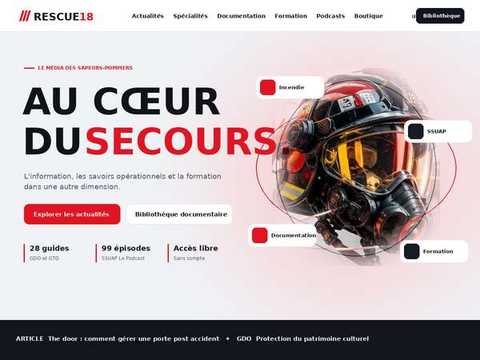 RESCUE18
Actualités Spécialités Documentation Formation Podcasts Boutique
Bibliothèque
LE MÉDIA DES SAPEURS-POMPIERS
AU CŒUR
DU SECOURS
L'information, les savoirs opérationnels et la formation
dans une autre dimension.
Explorer les actualités
Bibliothèque documentaire
28 guides
GDO et GTO
99 épisodes
SSUAP Le Podcast
Accès libre
Sans compte
Incendie
SSUAP
Documentation
Formation
ARTICLE The door : comment gérer une porte post accident • GDO Protection du patrimoine culturel